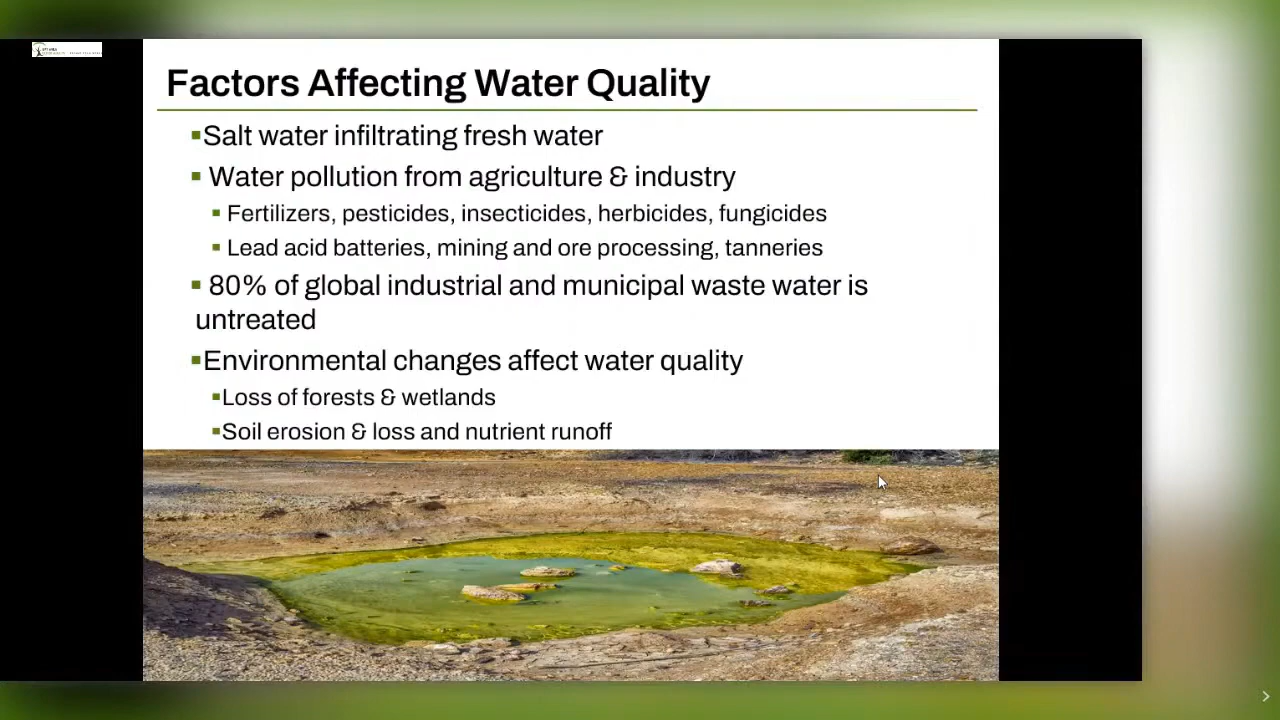 Factors Affecting Water Quality
▪Salt water infiltrating fresh water
▪ Water pollution from agriculture & industry
▪ Fertilizers, pesticides, insecticides, herbicides, fungicides
▪ Lead acid batteries, mining and ore processing, tanneries
▪ 80% of global industrial and municipal waste water is
untreated
▪Environmental changes affect water quality
▪Loss of forests & wetlands
▪Soil erosion & loss and nutrient runoff